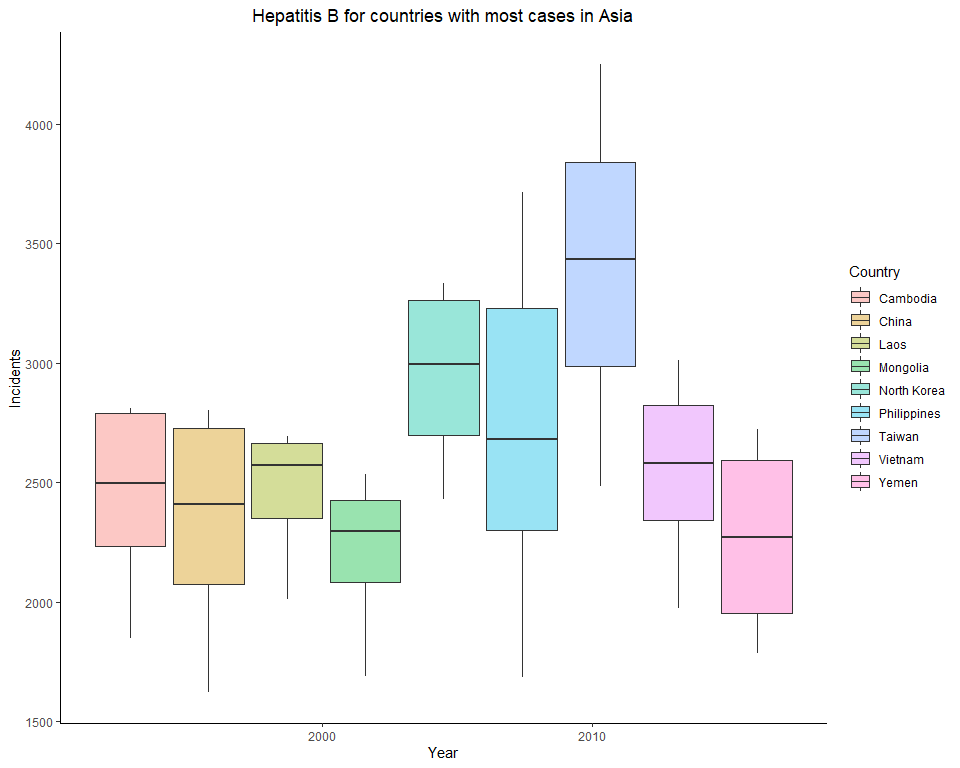 Hepatitis B for countries with most cases in Asia
Incidents
4000
3500
3000
2500
2000
1500
2000
2010
Year
Country
Cambodia
China
Laos
Mongolia
North Korea
Philippines
Taiwan
Vietnam
Yemen